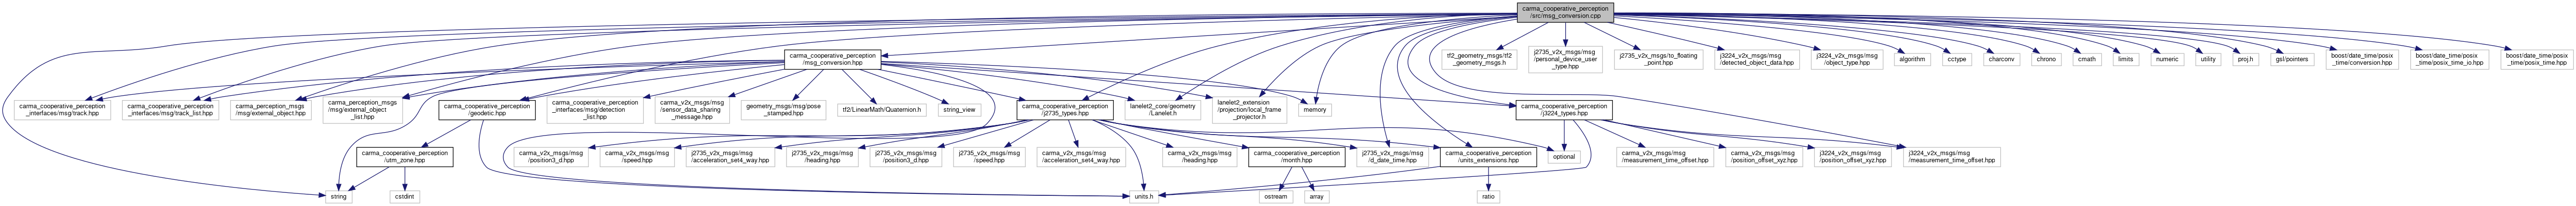 carma_cooperative_perception
/src/msg_conversion.cpp
carma_cooperative_perception
/msg_conversion.hpp
tf2_geometry_msgs/tf2
_geometry_msgs.h
j2735_v2x_msgs/msg
/personal_device_user
_type.hpp
j2735_v2x_msgs/to_floating
_point.hpp
j3224_v2x_msgs/msg
/detected_object_data.hpp
j3224_v2x_msgs/msg
/object_type.hpp
algorithm
cctype
charconv
chrono
cmath
limits
numeric
utility
proj.h
gsl/pointers
boost/date_time/posix
_time/conversion.hpp
boost/date_time/posix
_time/posix_time_io.hpp
boost/date_time/posix
_time/posix_time.hpp
carma_cooperative_perception
_interfaces/msg/track.hpp
carma_cooperative_perception
_interfaces/msg/track_list.hpp
carma_perception_msgs
/msg/external_object.hpp
carma_perception_msgs
/msg/external_object
_list.hpp
carma_cooperative_perception
/geodetic.hpp
carma_cooperative_perception
_interfaces/msg/detection
_list.hpp
carma_v2x_msgs/msg
/sensor_data_sharing
_message.hpp
geometry_msgs/msg/pose
_stamped.hpp
tf2/LinearMath/Quaternion.h
string_view
carma_cooperative_perception
/j2735_types.hpp
lanelet2_core/geometry
/Lanelet.h
lanelet2_extension
/projection/local_frame
_projector.h
memory
carma_cooperative_perception
/j3224_types.hpp
carma_cooperative_perception
/utm_zone.hpp
carma_v2x_msgs/msg
/position3_d.hpp
carma_v2x_msgs/msg
/speed.hpp
j2735_v2x_msgs/msg
/acceleration_set4_way.hpp
j2735_v2x_msgs/msg
/heading.hpp
j2735_v2x_msgs/msg
/position3_d.hpp
j2735_v2x_msgs/msg
/speed.hpp
carma_v2x_msgs/msg
/acceleration_set4_way.hpp
carma_v2x_msgs/msg
/heading.hpp
carma_cooperative_perception
/month.hpp
j2735_v2x_msgs/msg
/d_date_time.hpp
carma_cooperative_perception
/units_extensions.hpp
optional
carma_v2x_msgs/msg
/measurement_time_offset.hpp
carma_v2x_msgs/msg
/position_offset_xyz.hpp
j3224_v2x_msgs/msg
/position_offset_xyz.hpp
j3224_v2x_msgs/msg
/measurement_time_offset.hpp
string
cstdint
units.h
ostream
array
ratio